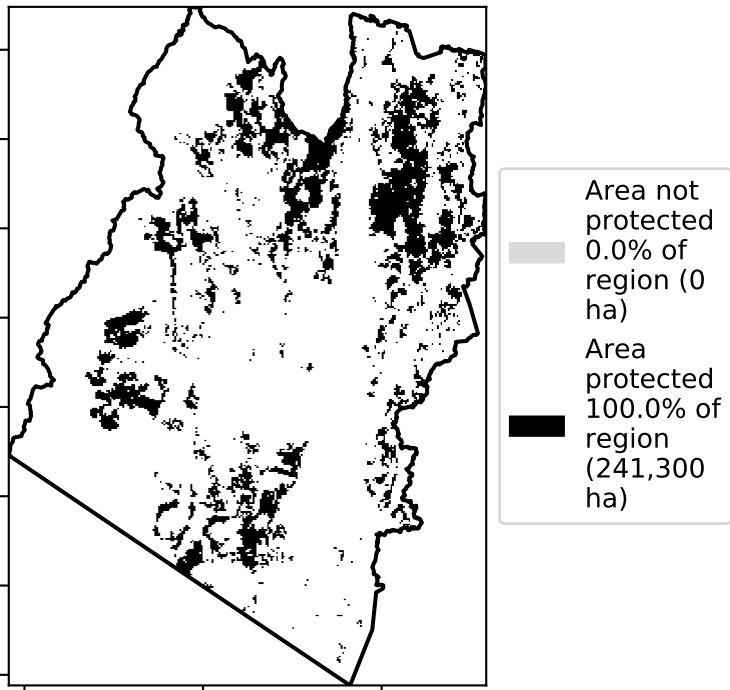 Area not
protected
0.0% of
region (0
ha)
Area
protected
100.0% of
region
(241,300
ha)